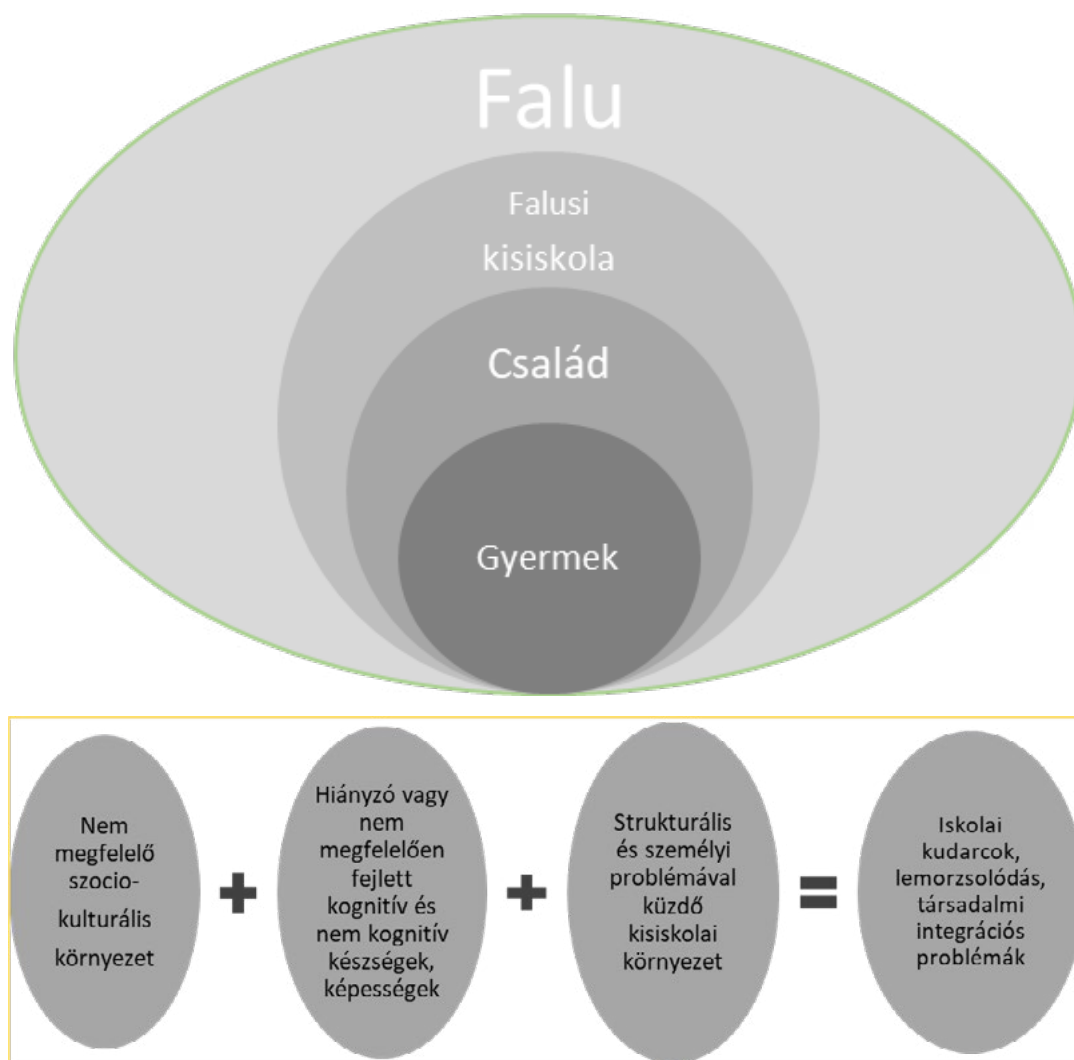 Falu
Falusi
kisiskola
Család
Gyermek
Nem
megfelelő
szocio-
kulturális
környezet
+
Hiányzó vagy
nem
megfelelően
fejlett
kognitív és
nem kognitív
készségek,
képességek
+
Strukturális
és személyi
problémával
küzdő
kisiskolai
környezet
=
Iskolai
kudarcok,
lemorzsolódás,
társadalmi
integrációs
problémák